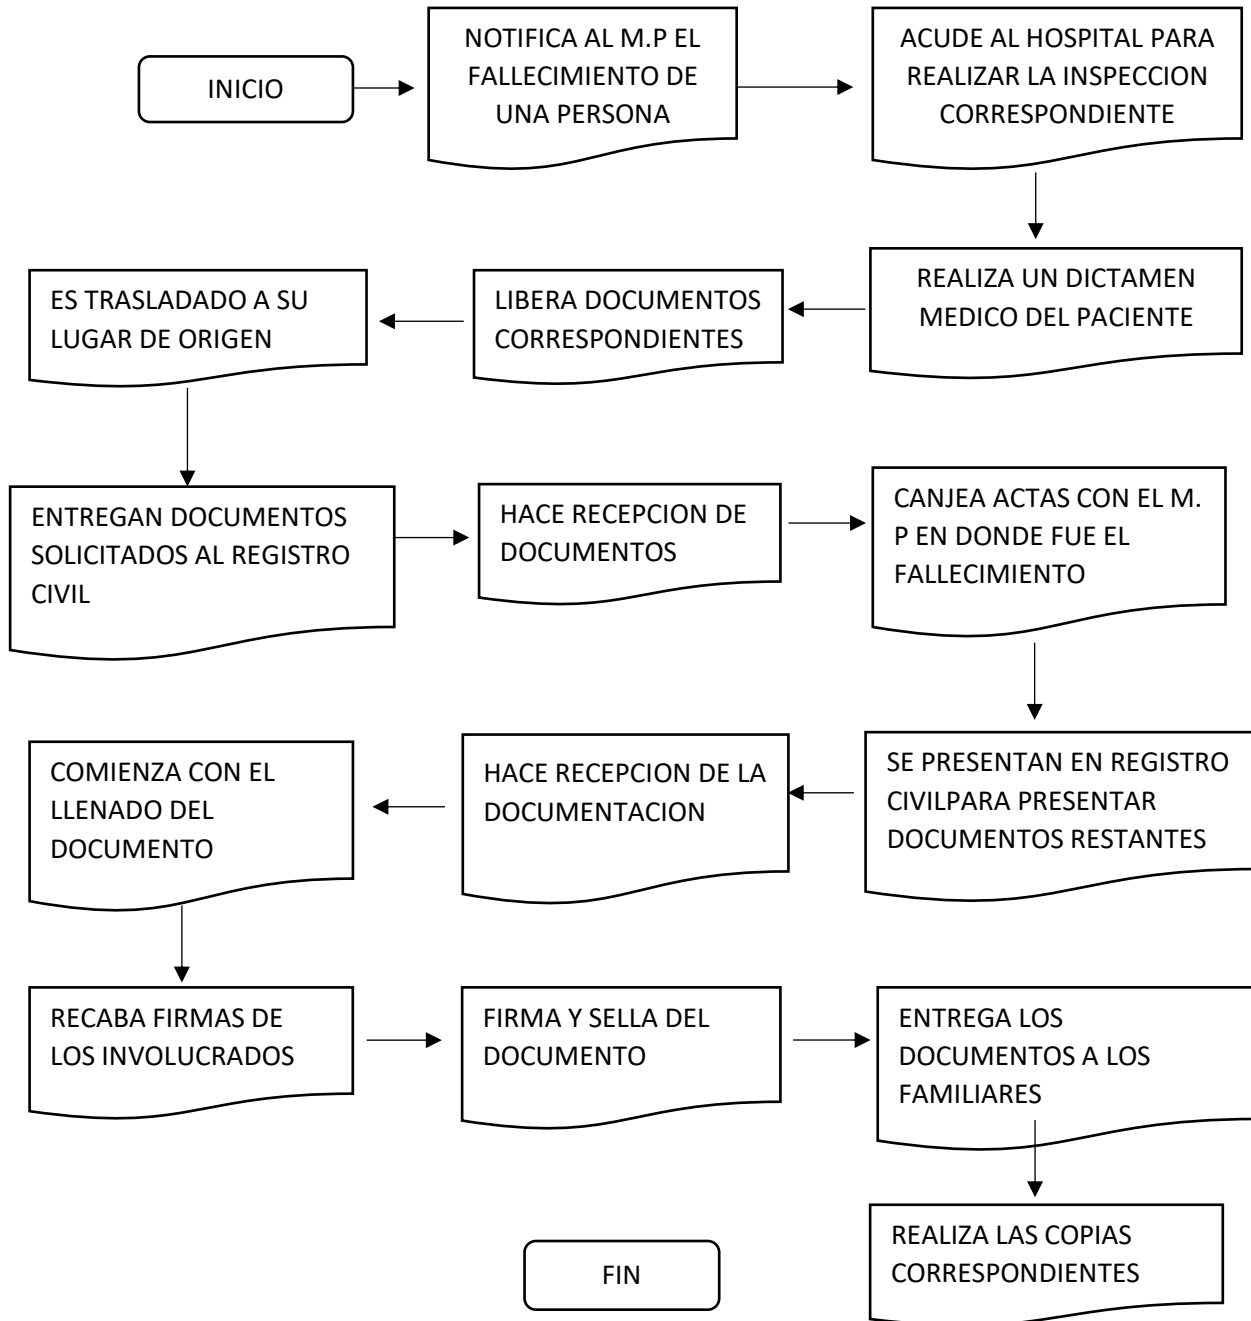 INICIO
NOTIFICA AL M.P EL
FALLECIMIENTO DE
UNA PERSONA
ACUDE AL HOSPITAL PARA
REALIZAR LA INSPECCION
CORRESPONDIENTE
REALIZA UN DICTAMEN
MEDICO DEL PACIENTE
LIBERA DOCUMENTOS
CORRESPONDIENTES
ES TRASLADADO A SU
LUGAR DE ORIGEN
ENTREGAN DOCUMENTOS
SOLICITADOS AL REGISTRO
CIVIL
HACE RECEPCION DE
DOCUMENTOS
CANJEA ACTAS CON EL M.
P EN DONDE FUE EL
FALLECIMIENTO
SE PRESENTAN EN REGISTRO
CIVILPARA PRESENTAR
DOCUMENTOS RESTANTES
HACE RECEPCION DE LA
DOCUMENTACION
COMIENZA CON EL
LLENADO DEL
DOCUMENTO
RECABA FIRMAS DE
LOS INVOLUCRADOS
FIRMA Y SELLA DEL
DOCUMENTO
ENTREGA LOS
DOCUMENTOS A LOS
FAMILIARES
REALIZA LAS COPIAS
CORRESPONDIENTES
FIN